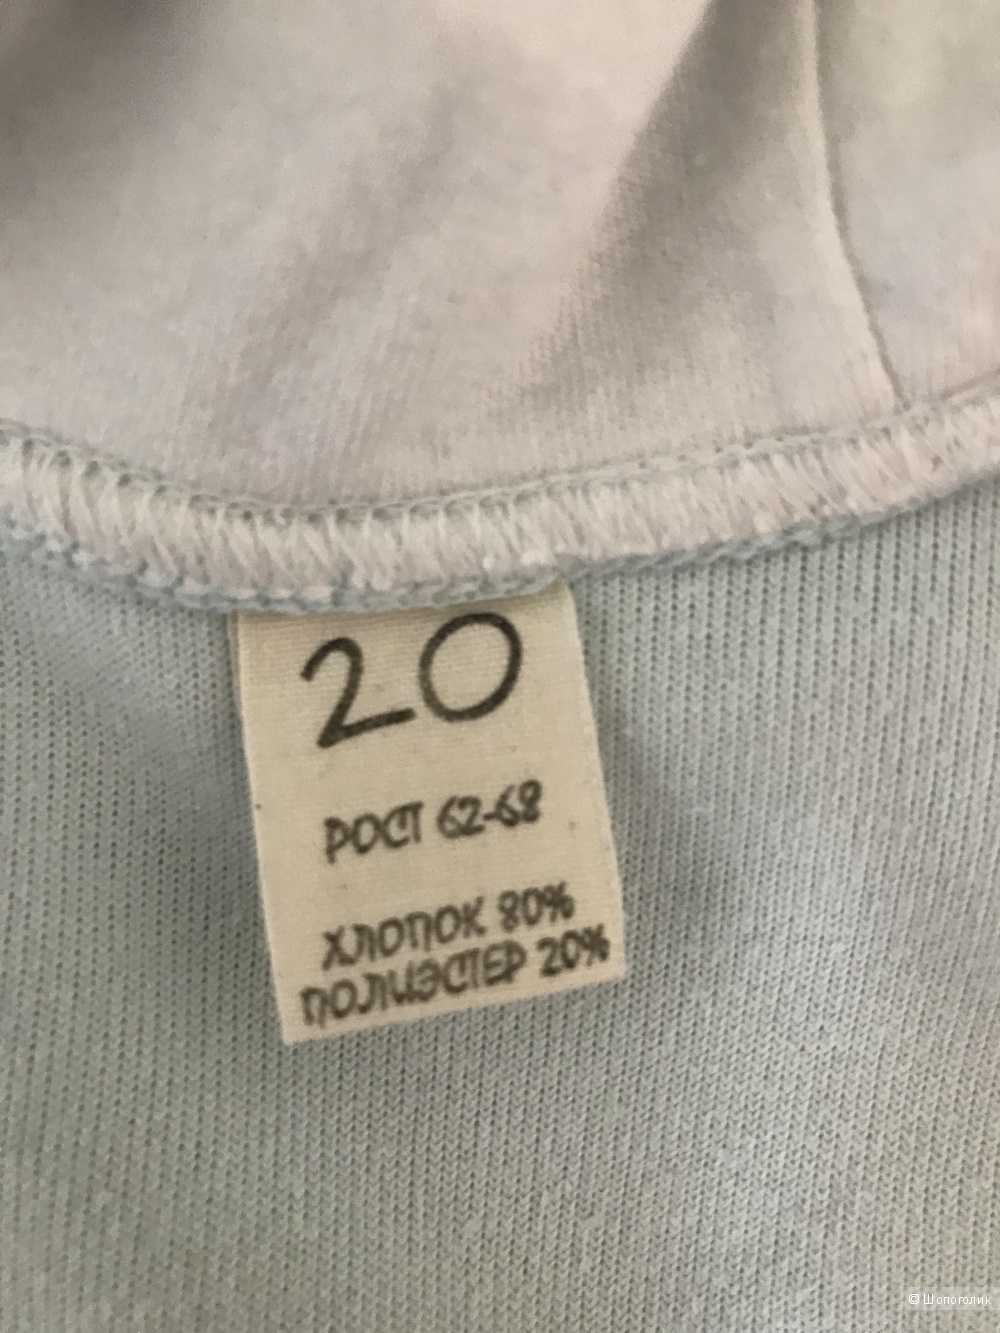 20
РОСТ 62-68
ХЛОПОК 80%
ПОЛИЭСТЕР 20%
© Шопоголик